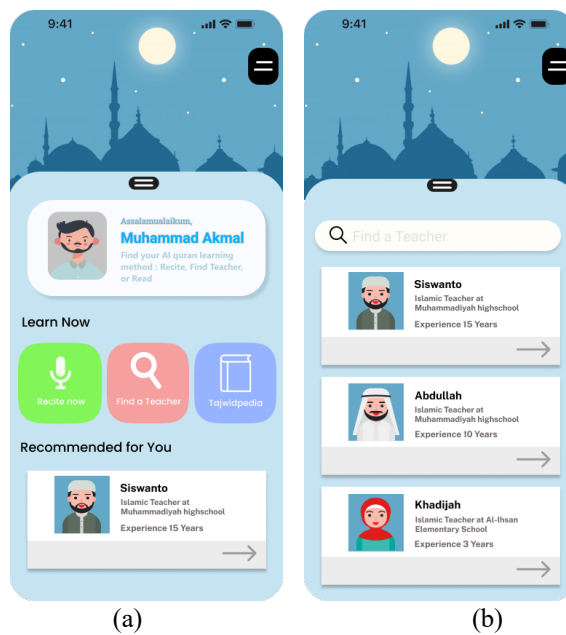 9:41
Assalamualaikum,
Muhammad Akmal
Find your Al quran learning
method : Recite, Find Teacher,
or Read
Learn Now
Recite now
Find a Teacher
Tajwidpedia
Recommended for You
Siswanto
Islamic Teacher at
Muhammadiyah highschool
Experience 15 Years
(a)
9:41
Find a Teacher
Siswanto
Islamic Teacher at
Muhammadiyah highschool
Experience 15 Years
Abdullah
Islamic Teacher at
Muhammadiyah highschool
Experience 10 Years
Khadijah
Islamic Teacher at Al-Ihsan
Elementary School
Experience 3 Years
(b)